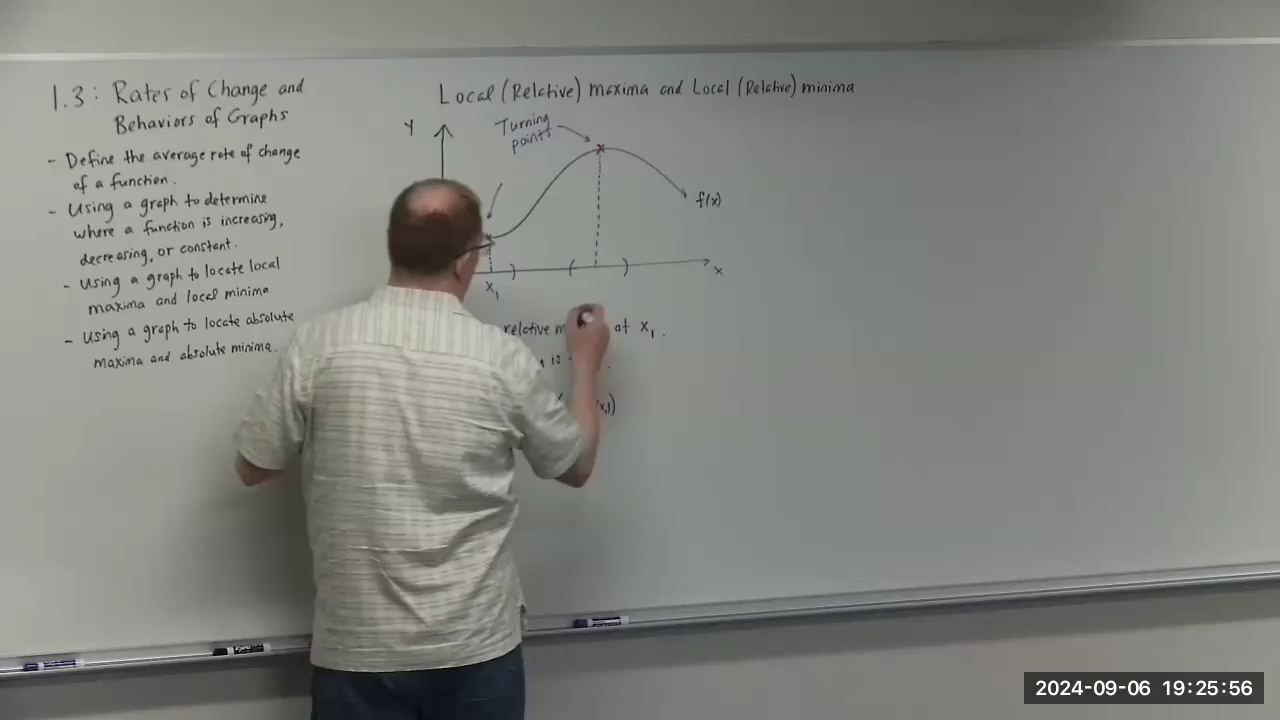 1.3: Rates of Change and
Behaviors of Graphs
- Define the average rate of change
of a function.
- Using a graph to determine
where a function is increasing,
decreasing, or constant.
- Using a graph to locate local
maxima and local minima
- Using a graph to locate absolute
maxima and absolute minima.
Local (Relative) maxima and Local (Relative) minima
Y
Turning
points
f(x)
x
x₁
relative at x₁.
is
2024-09-06 19:25:56